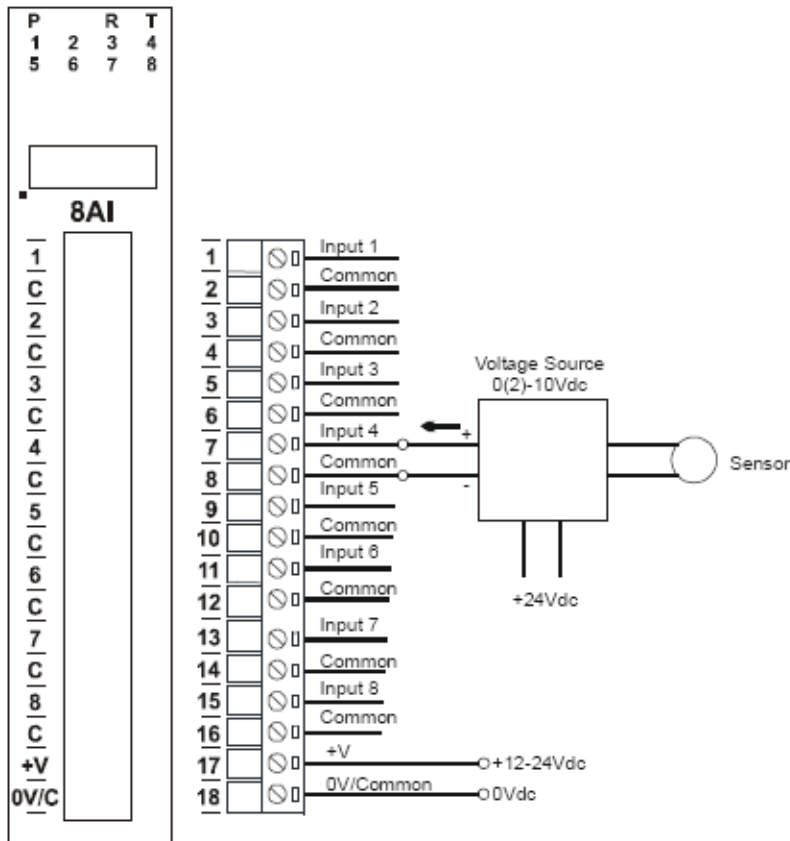 P R T
1 2 3 4
5 6 7 8
8AI
1
C
2
C
3
C
4
C
5
C
6
C
7
C
8
C
+V
0V/C
1 Input 1
2 Common
3 Input 2
4 Common
5 Input 3
6 Common
7 Input 4
8 Common
9 Input 5
10 Common
11 Input 6
12 Common
13 Input 7
14 Common
15 Input 8
16 Common
17 +V +12-24Vdc
18 0V/Common 0Vdc
Voltage Source
0(2)-10Vdc
+
-
+24Vdc
Sensor